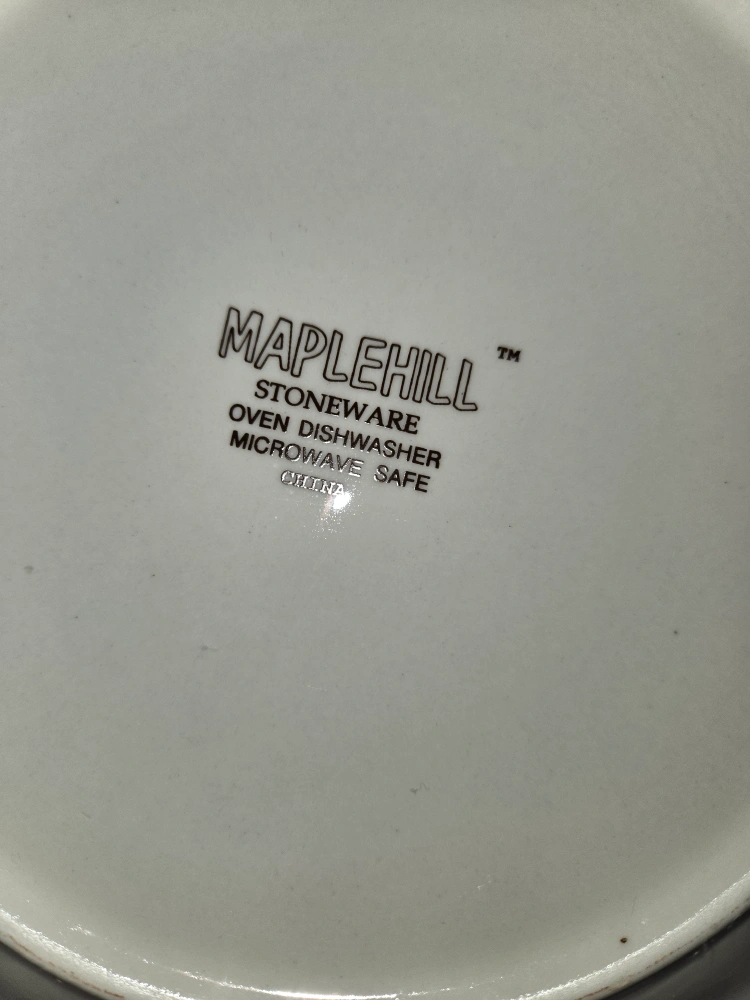 MAPLEHILL ™
STONEWARE
OVEN DISHWASHER
MICROWAVE SAFE
CHINA